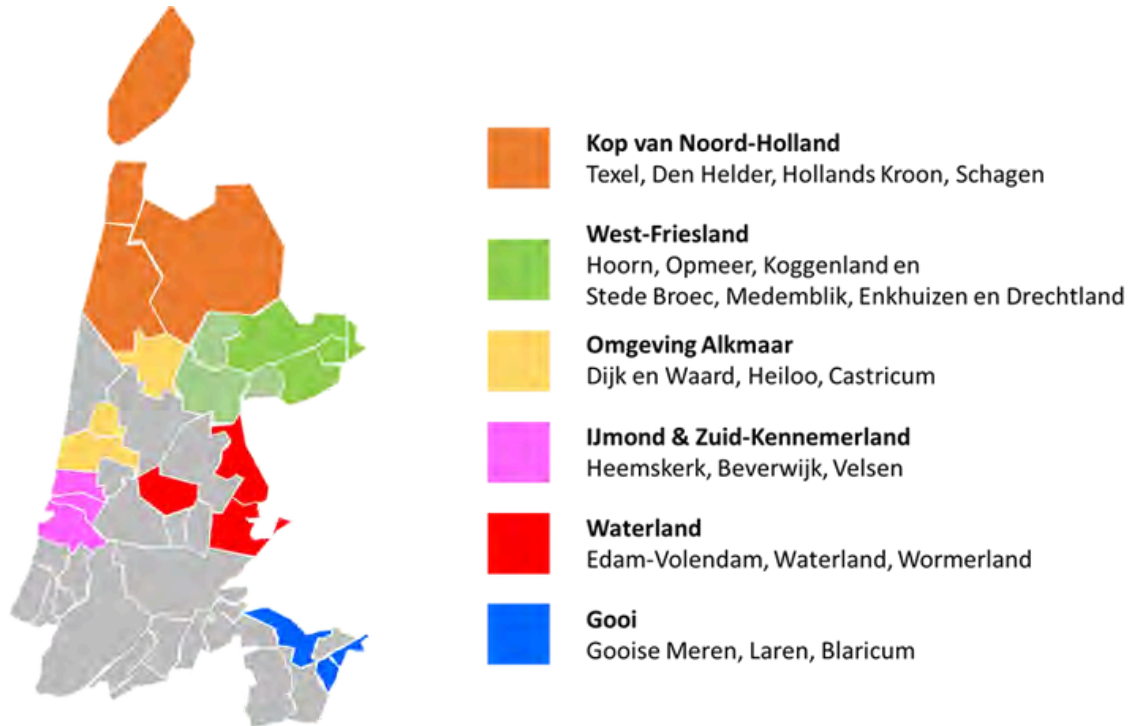 Kop van Noord-Holland
Texel, Den Helder, Hollands Kroon, Schagen
West-Friesland
Hoorn, Opmeer, Koggenland en
Stede Broec, Medemblik, Enkhuizen en Drechtland
Omgeving Alkmaar
Dijk en Waard, Heiloo, Castricum
IJmond & Zuid-Kennemerland
Heemskerk, Beverwijk, Velsen
Waterland
Edam-Volendam, Waterland, Wormerland
Gooi
Gooise Meren, Laren, Blaricum